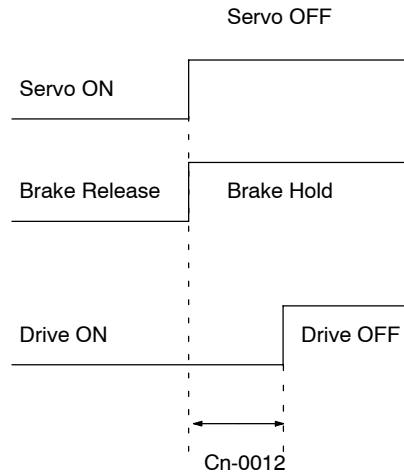 Servo OFF
Servo ON
Brake Release Brake Hold
Drive ON Drive OFF
Cn-0012